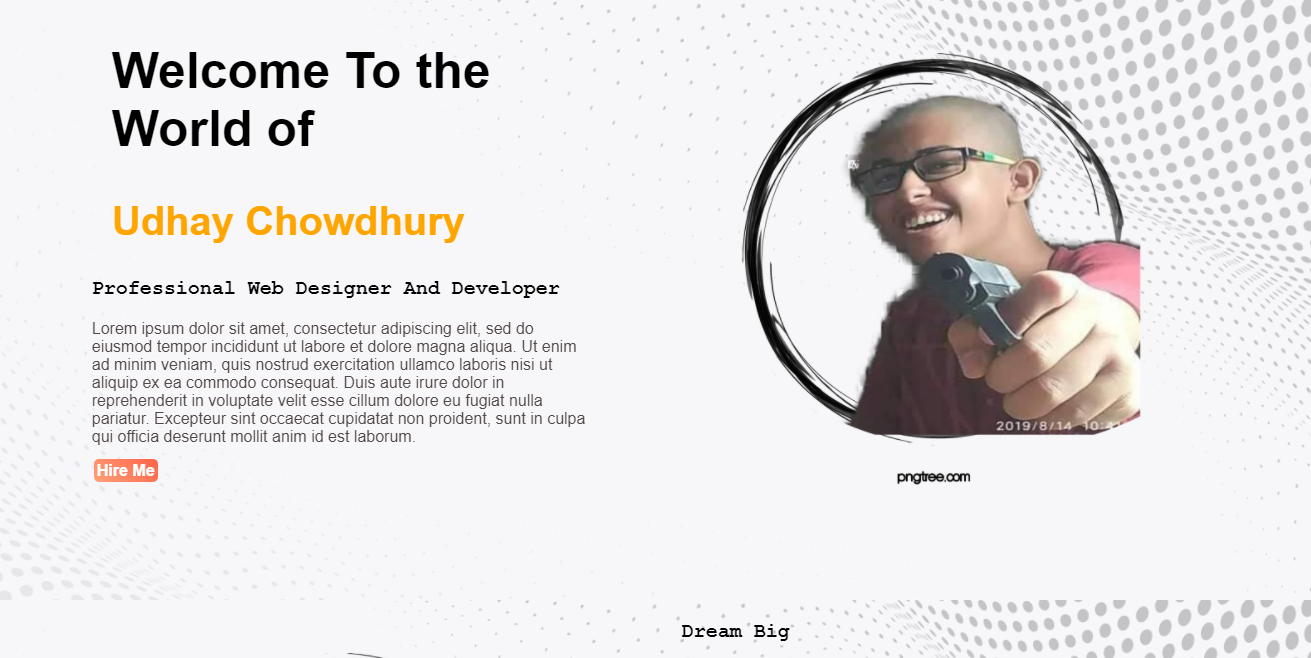 Welcome To the
World of
Udhay Chowdhury
Professional Web Designer And Developer
Lorem ipsum dolor sit amet, consectetur adipiscing elit, sed do
eiusmod tempor incididunt ut labore et dolore magna aliqua. Ut enim
ad minim veniam, quis nostrud exercitation ullamco laboris nisi ut
aliquip ex ea commodo consequat. Duis aute irure dolor in
reprehenderit in voluptate velit esse cillum dolore eu fugiat nulla
pariatur. Excepteur sint occaecat cupidatat non proident, sunt in culpa
qui officia deserunt mollit anim id est laborum.
Hire Me
2019/8/14
pngtree.com
Dream Big